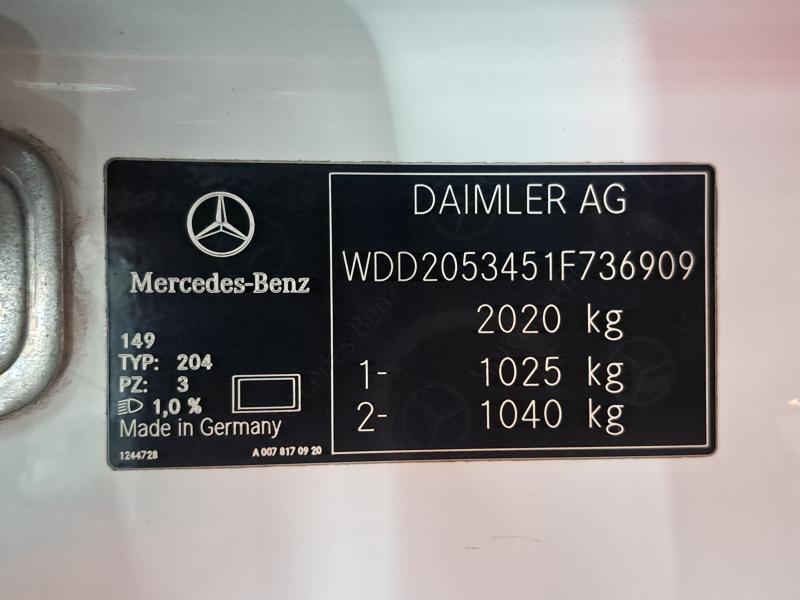 Mercedes-Benz
149
TYP: 204
PZ: 3
1,0 %
Made in Germany
1244728
A 007 817 09 20
DAIMLER AG
WDD2053451F736909
2020 kg
1- 1025 kg
2- 1040 kg